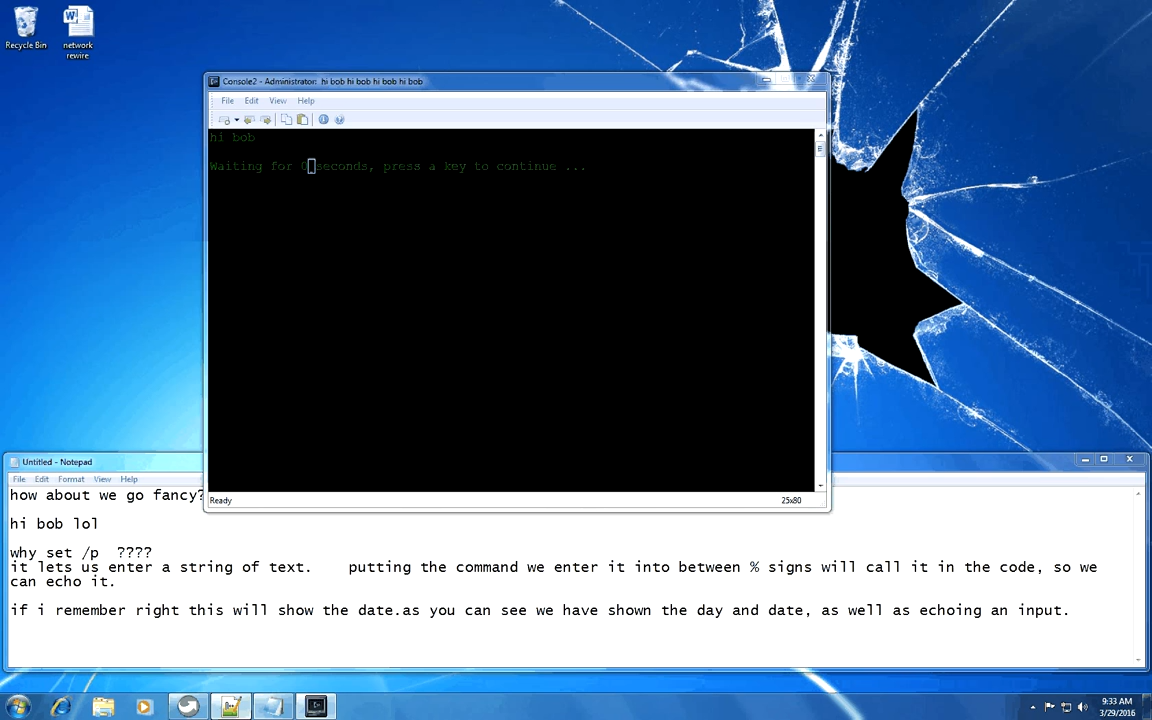 Recycle Bin
network
rewire
Console2 - Administrator: hi bob hi bob hi bob hi bob
File Edit View Help
hi bob
Waiting for 0 seconds, press a key to continue ...
Ready
25x80
Untitled - Notepad
File Edit Format View Help
how about we go fancy?
hi bob lol
why set /p ????
it lets us enter a string of text. putting the command we enter it into between % signs will call it in the code, so we
can echo it.
if i remember right this will show the date.as you can see we have shown the day and date, as well as echoing an input.
9:33 AM
3/29/2016